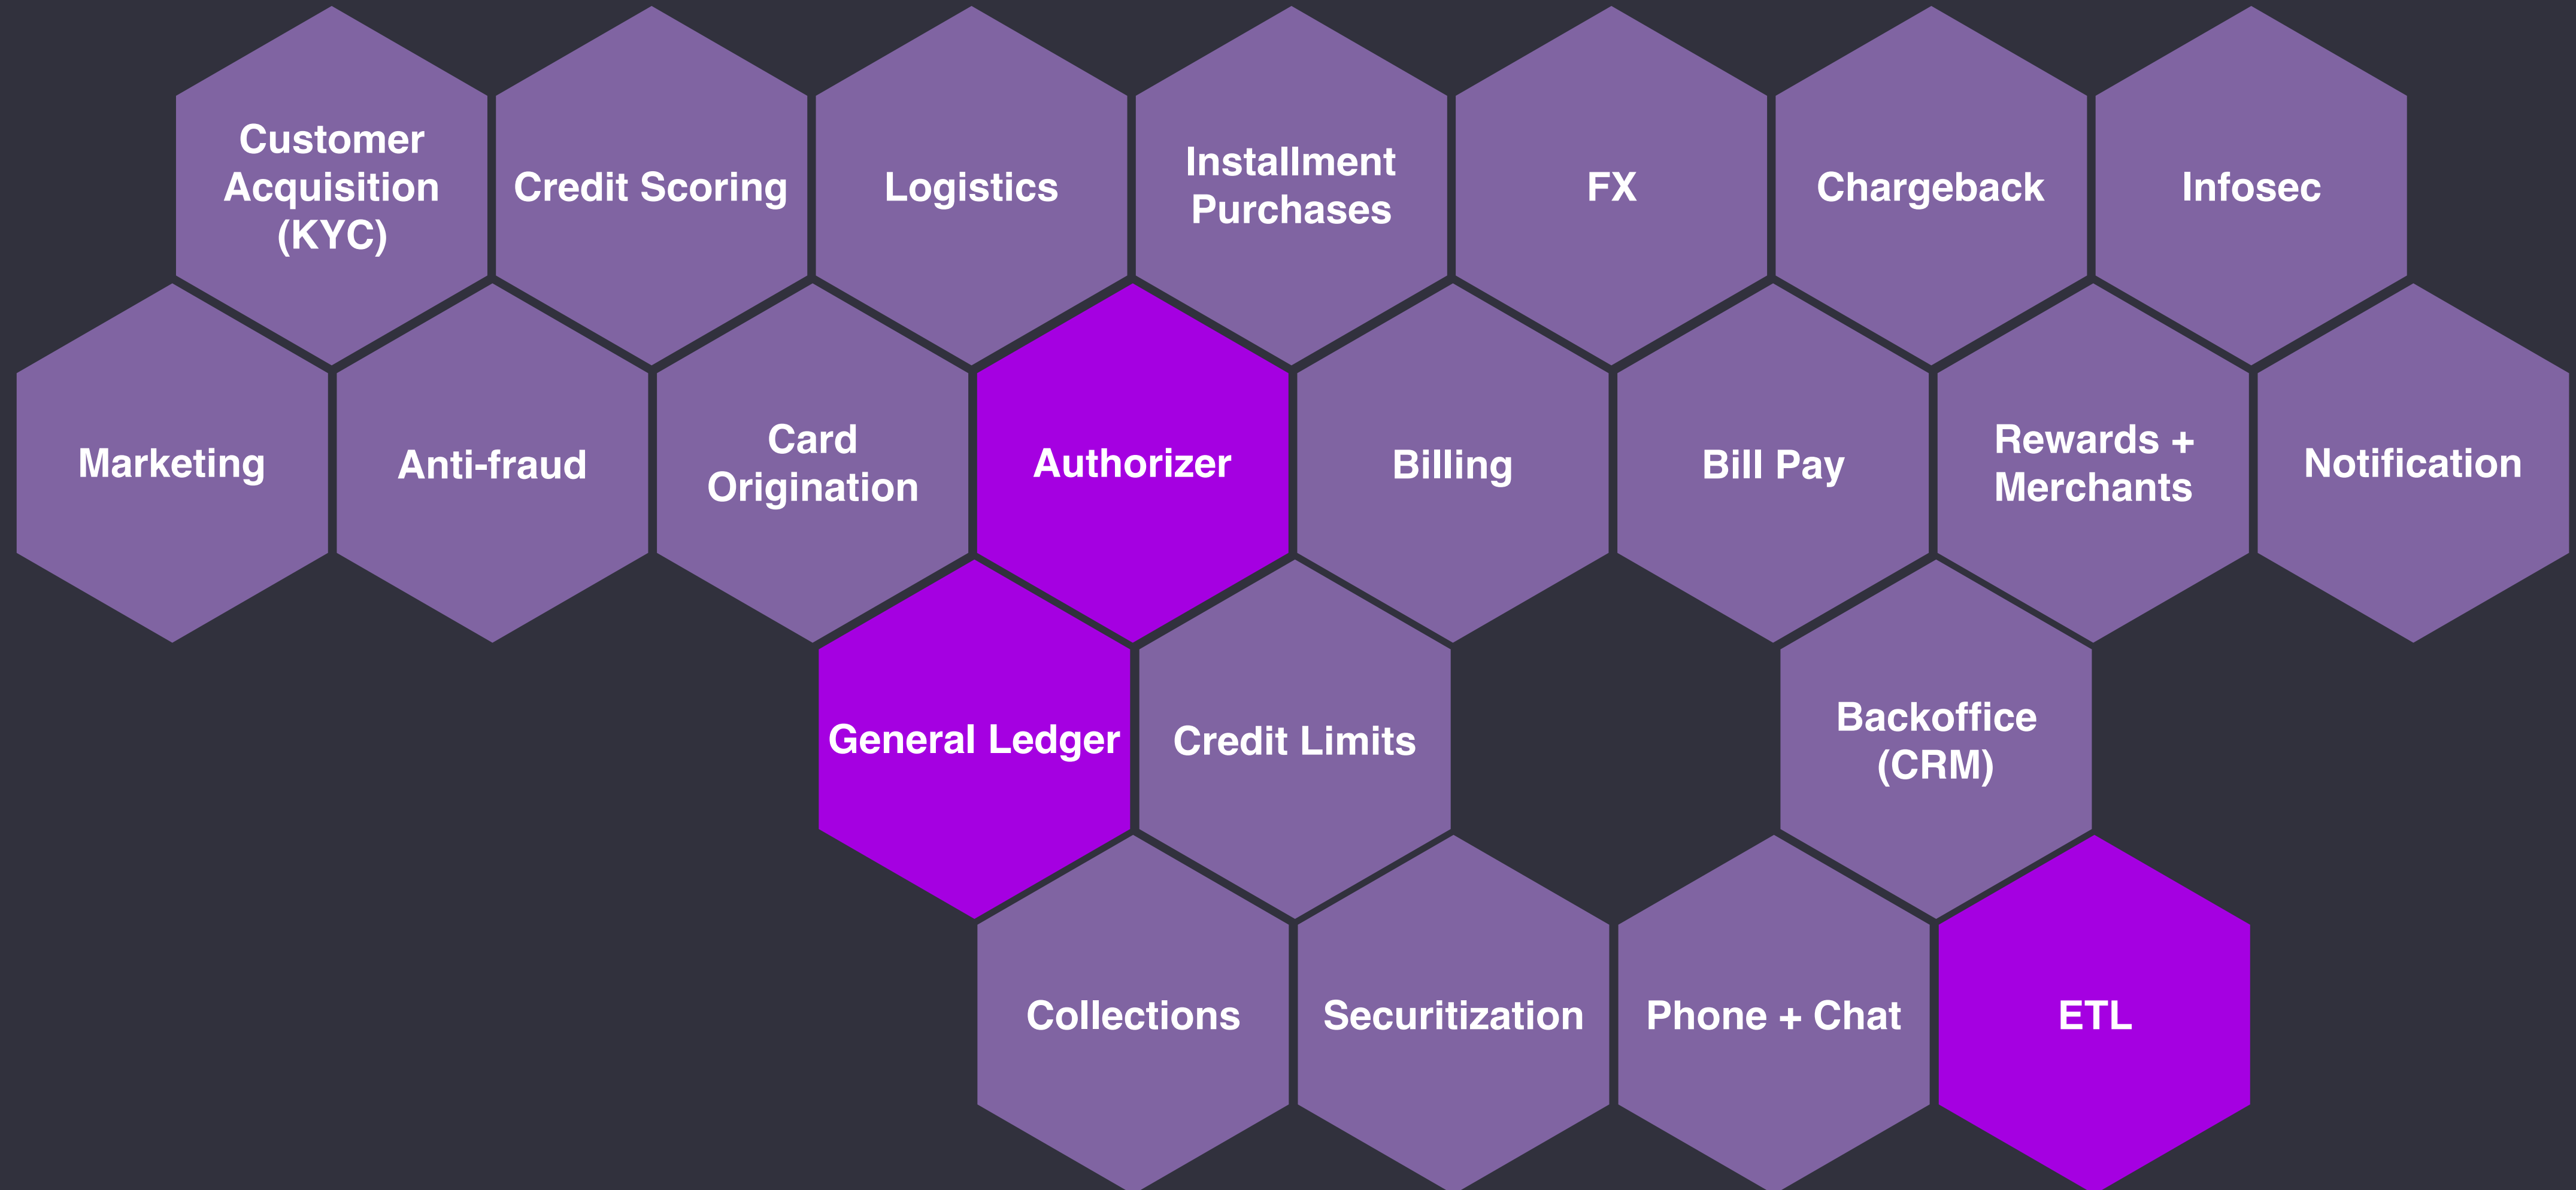 Customer
Acquisition
(KYC)
Credit Scoring
Logistics
Installment
Purchases
FX
Chargeback
Infosec
Marketing
Anti-fraud
Card
Origination
Authorizer
Billing
Bill Pay
Rewards +
Merchants
Notification
General Ledger
Credit Limits
Backoffice
(CRM)
Collections
Securitization
Phone + Chat
ETL